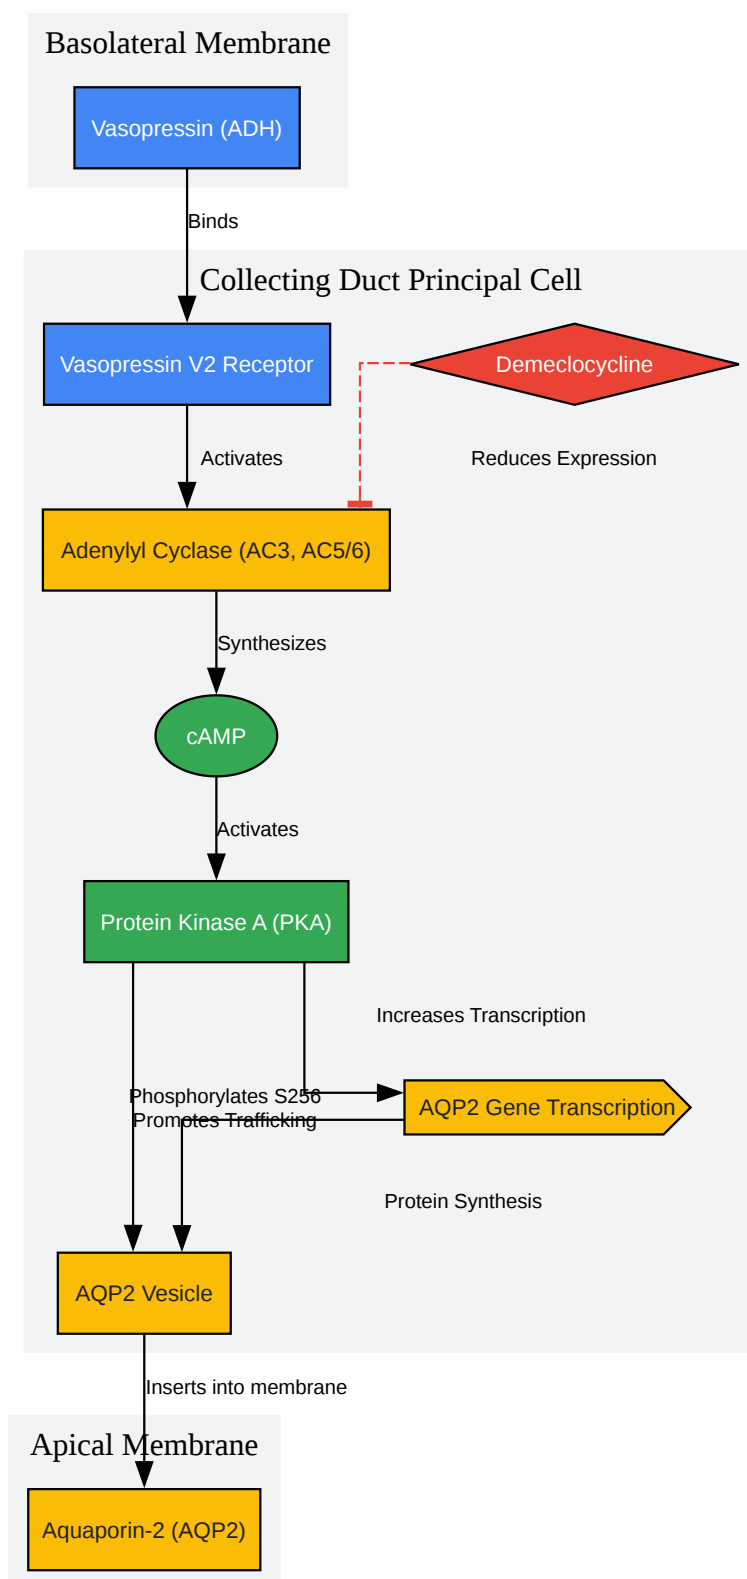 Basolateral Membrane
Vasopressin (ADH)
Binds
Collecting Duct Principal Cell
Vasopressin V2 Receptor
Demeclocycline
Activates
Reduces Expression
Adenylyl Cyclase (AC3, AC5/6)
Synthesizes
cAMP
Activates
Protein Kinase A (PKA)
Increases Transcription
Phosphorylates S256
Promotes Trafficking
AQP2 Gene Transcription
Protein Synthesis
AQP2 Vesicle
Inserts into membrane
Apical Membrane
Aquaporin-2 (AQP2)